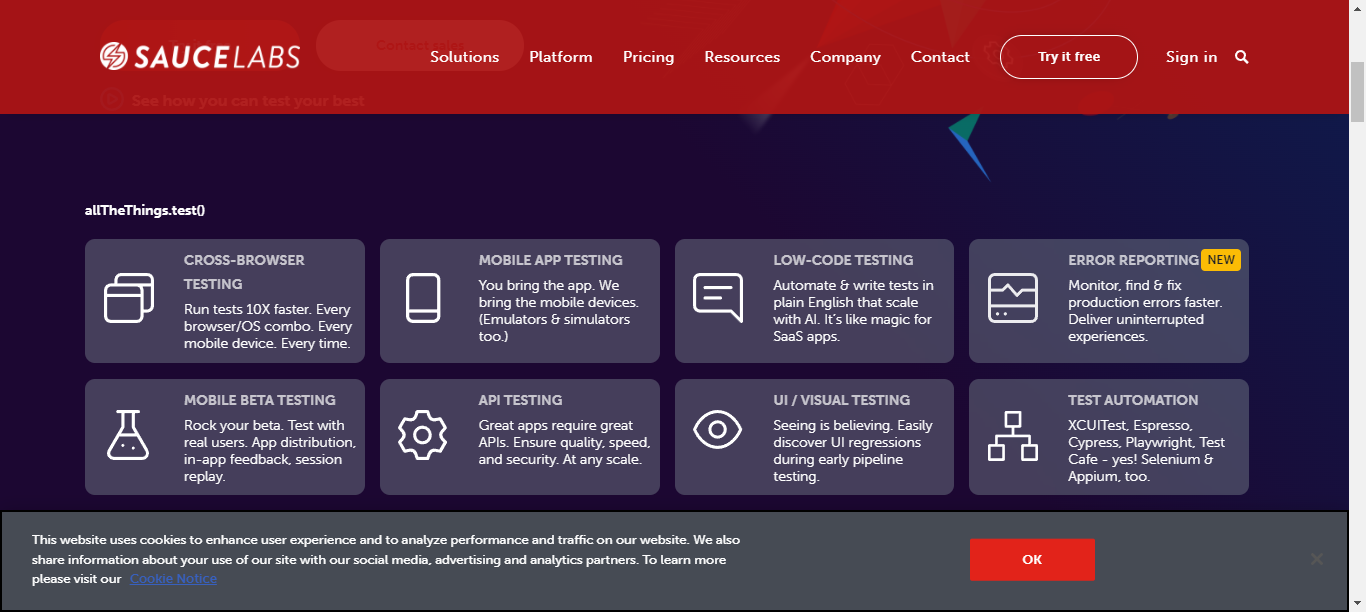 SAUCELABS
Solutions Platform Pricing Resources Company Contact Try it free Sign in
Contact sales
See how you can test your best
allTheThings.test()
CROSS-BROWSER
TESTING
Run tests 10X faster. Every
browser/OS combo. Every
mobile device. Every time.
MOBILE APP TESTING
You bring the app. We
bring the mobile devices.
(Emulators & simulators
too.)
LOW-CODE TESTING
Automate & write tests in
plain English that scale
with AI. It's like magic for
SaaS apps.
ERROR REPORTING NEW
Monitor, find & fix
production errors faster.
Deliver uninterrupted
experiences.
MOBILE BETA TESTING
Rock your beta. Test with
real users. App distribution,
in-app feedback, session
replay.
API TESTING
Great apps require great
APIs. Ensure quality, speed,
and security. At any scale.
UI / VISUAL TESTING
Seeing is believing. Easily
discover UI regressions
during early pipeline
testing.
TEST AUTOMATION
XCUITest, Espresso,
Cypress, Playwright, Test
Cafe - yes! Selenium &
Appium, too.
This website uses cookies to enhance user experience and to analyze performance and traffic on our website. We also
share information about your use of our site with our social media, advertising and analytics partners. To learn more
please visit our Cookie Notice
OK